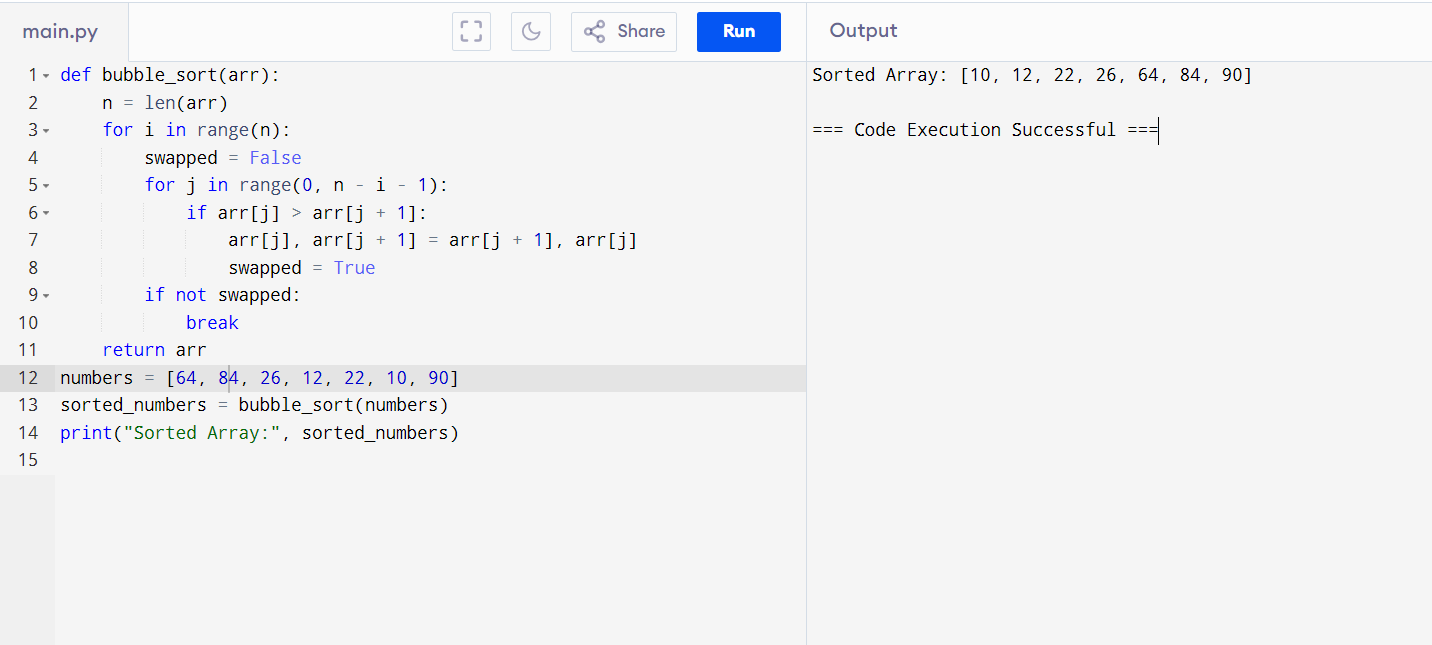 main.py
Share
Run
Output
1 def bubble_sort(arr):
2     n = len(arr)
3     for i in range(n):
4         swapped = False
5         for j in range(0, n - i - 1):
6             if arr[j] > arr[j + 1]:
7                 arr[j], arr[j + 1] = arr[j + 1], arr[j]
8                 swapped = True
9         if not swapped:
10             break
11     return arr
12 numbers = [64, 84, 26, 12, 22, 10, 90]
13 sorted_numbers = bubble_sort(numbers)
14 print("Sorted Array:", sorted_numbers)
15
Sorted Array: [10, 12, 22, 26, 64, 84, 90]
=== Code Execution Successful ===